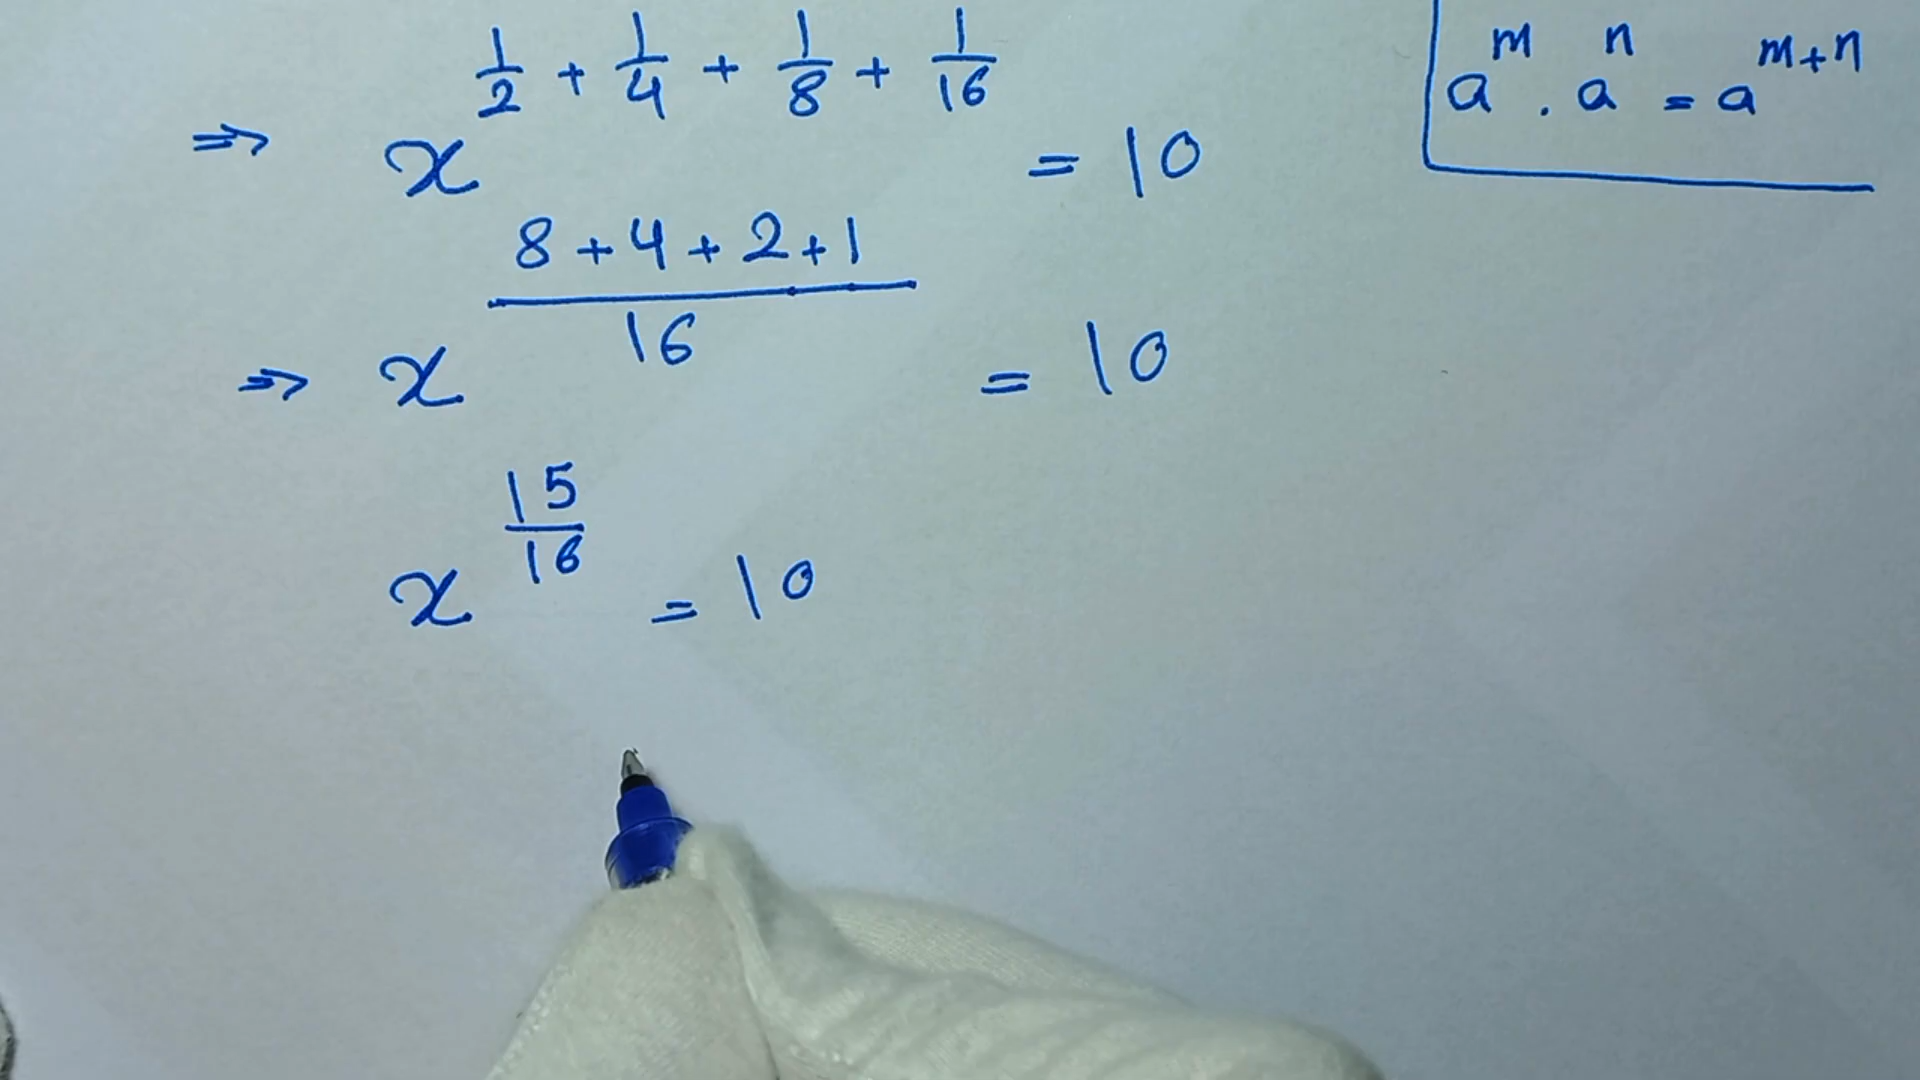 ⇒ x^(1/2 + 1/4 + 1/8 + 1/16) = 10
a^m . a^n = a^(m+n)
⇒ x^((8+4+2+1)/16) = 10
x^(15/16) = 10